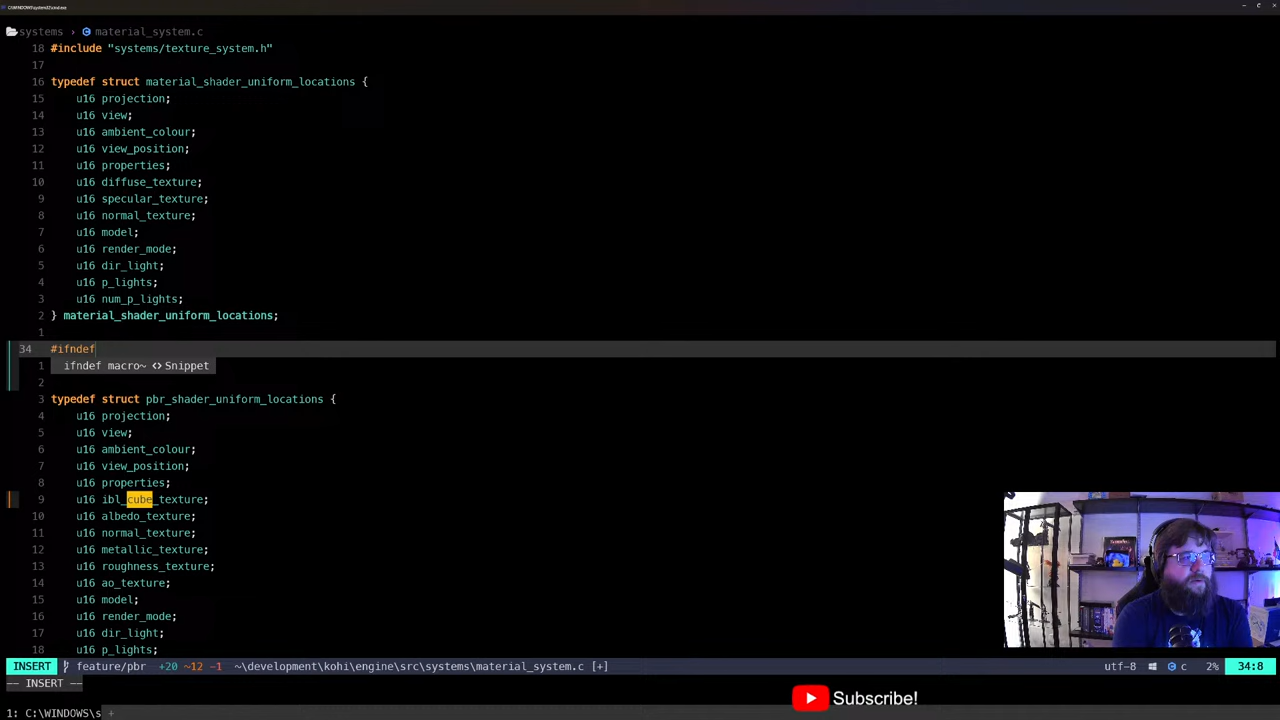 C:\WINDOWS\system32\cmd.exe
systems > material_system.c
18 #include "systems/texture_system.h"
17
16 typedef struct material_shader_uniform_locations {
15 u16 projection;
14 u16 view;
13 u16 ambient_colour;
12 u16 view_position;
11 u16 properties;
10 u16 diffuse_texture;
9 u16 specular_texture;
8 u16 normal_texture;
7 u16 model;
6 u16 render_mode;
5 u16 dir_light;
4 u16 p_lights;
3 u16 num_p_lights;
2 } material_shader_uniform_locations;
1
34 #ifndef
1 ifndef macro~ <> Snippet
2
3 typedef struct pbr_shader_uniform_locations {
4 u16 projection;
5 u16 view;
6 u16 ambient_colour;
7 u16 view_position;
8 u16 properties;
9 u16 ibl_cube_texture;
10 u16 albedo_texture;
11 u16 normal_texture;
12 u16 metallic_texture;
13 u16 roughness_texture;
14 u16 ao_texture;
15 u16 model;
16 u16 render_mode;
17 u16 dir_light;
18 u16 p_lights;
INSERT feature/pbr +20 ~12 -1 ~\development\kohi\engine\src\systems\material_system.c [+] utf-8 c 2% 34:8
-- INSERT --
Subscribe!
1: C:\WINDOWS\s +